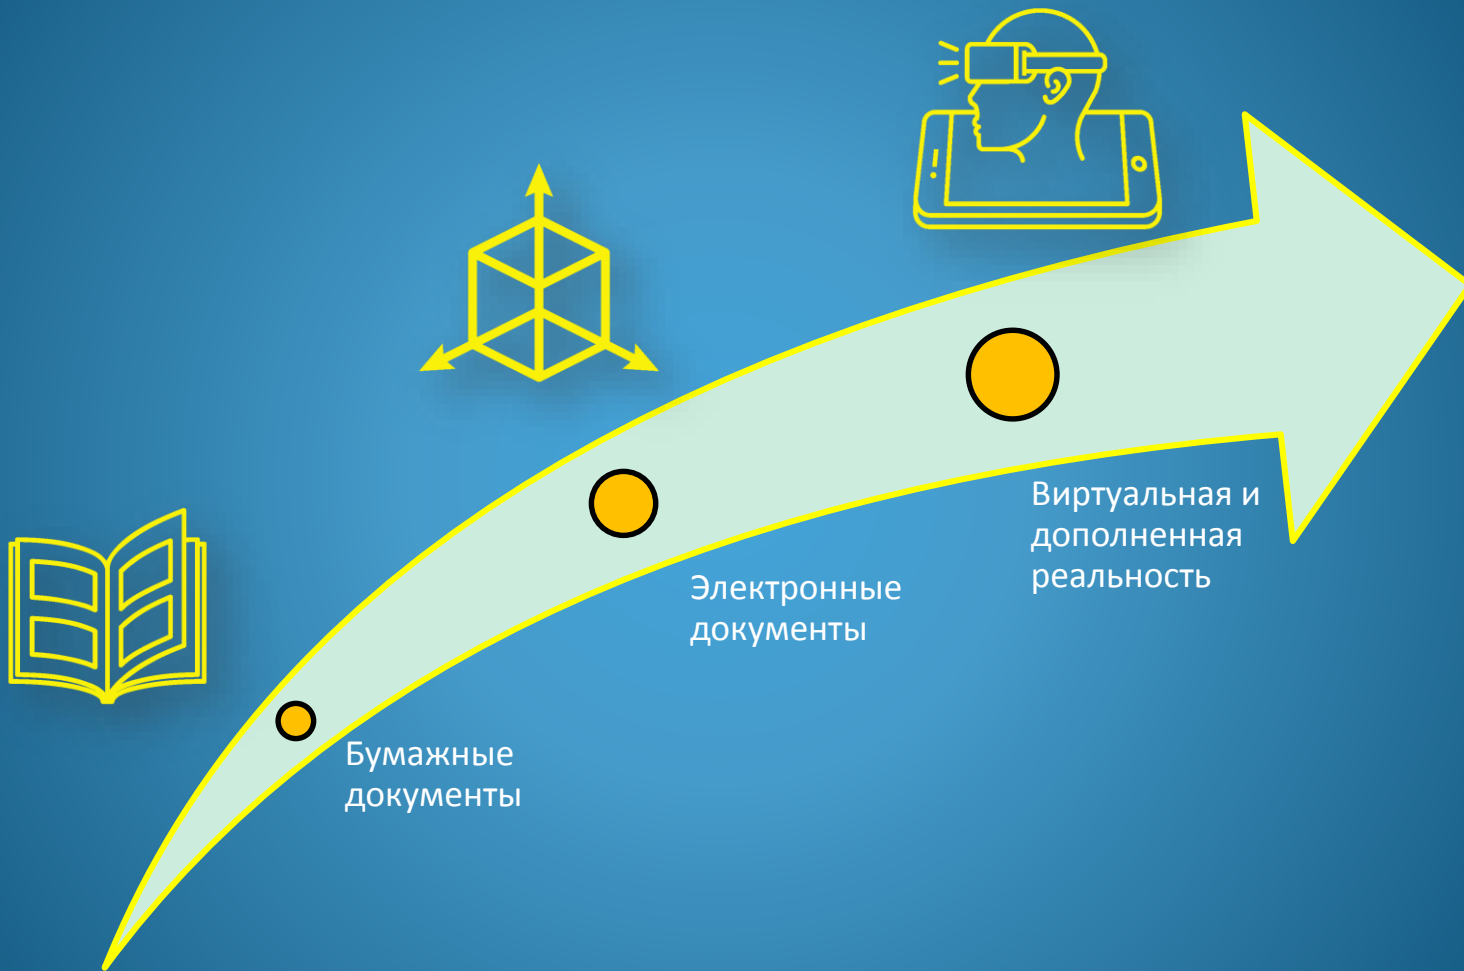 Виртуальная и
дополненная
реальность
Электронные
документы
Бумажные
документы